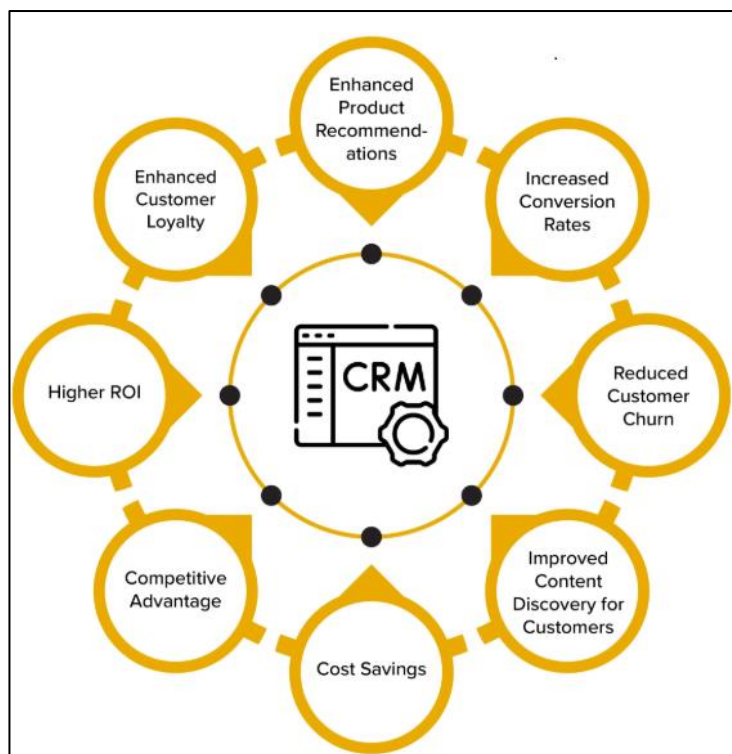 Enhanced
Product
Recommend-
ations
Increased
Conversion
Rates
Reduced
Customer
Churn
Improved
Content
Discovery for
Customers
Cost Savings
Competitive
Advantage
Higher ROI
Enhanced
Customer
Loyalty
CRM